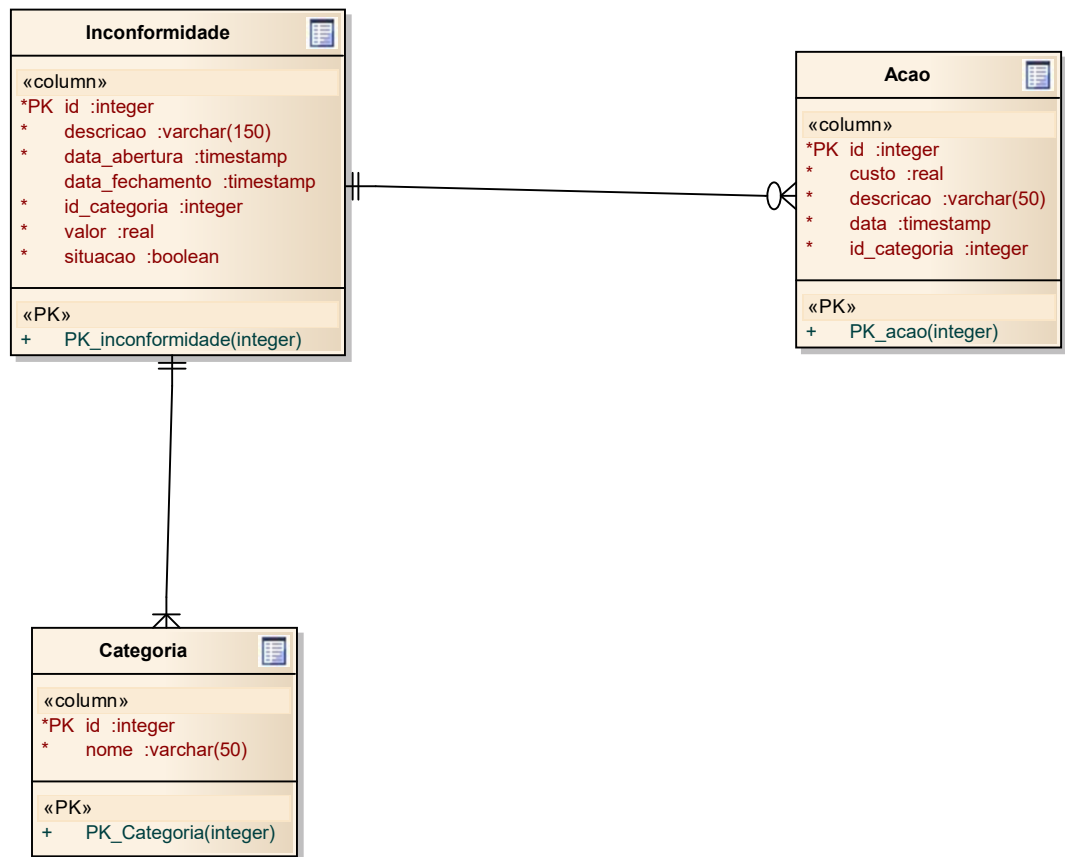 Inconformidade
«column»
*PK id :integer
* descricao :varchar(150)
* data_abertura :timestamp
data_fechamento :timestamp
* id_categoria :integer
* valor :real
* situacao :boolean
«PK»
+ PK_inconformidade(integer)
Acao
«column»
*PK id :integer
* custo :real
* descricao :varchar(50)
* data :timestamp
* id_categoria :integer
«PK»
+ PK_acao(integer)
Categoria
«column»
*PK id :integer
* nome :varchar(50)
«PK»
+ PK_Categoria(integer)